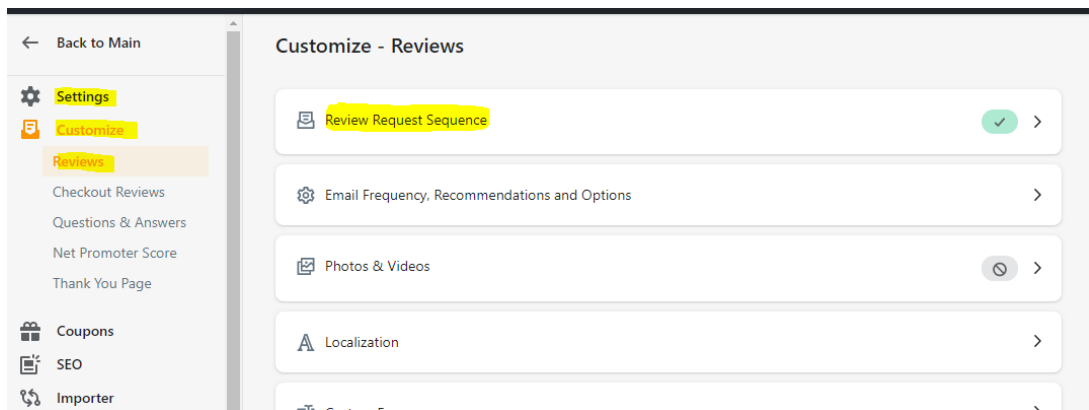 Back to Main
Settings
Customize
Reviews
Checkout Reviews
Questions & Answers
Net Promoter Score
Thank You Page
Coupons
SEO
Importer
Customize - Reviews
Review Request Sequence
Email Frequency, Recommendations and Options
Photos & Videos
Localization